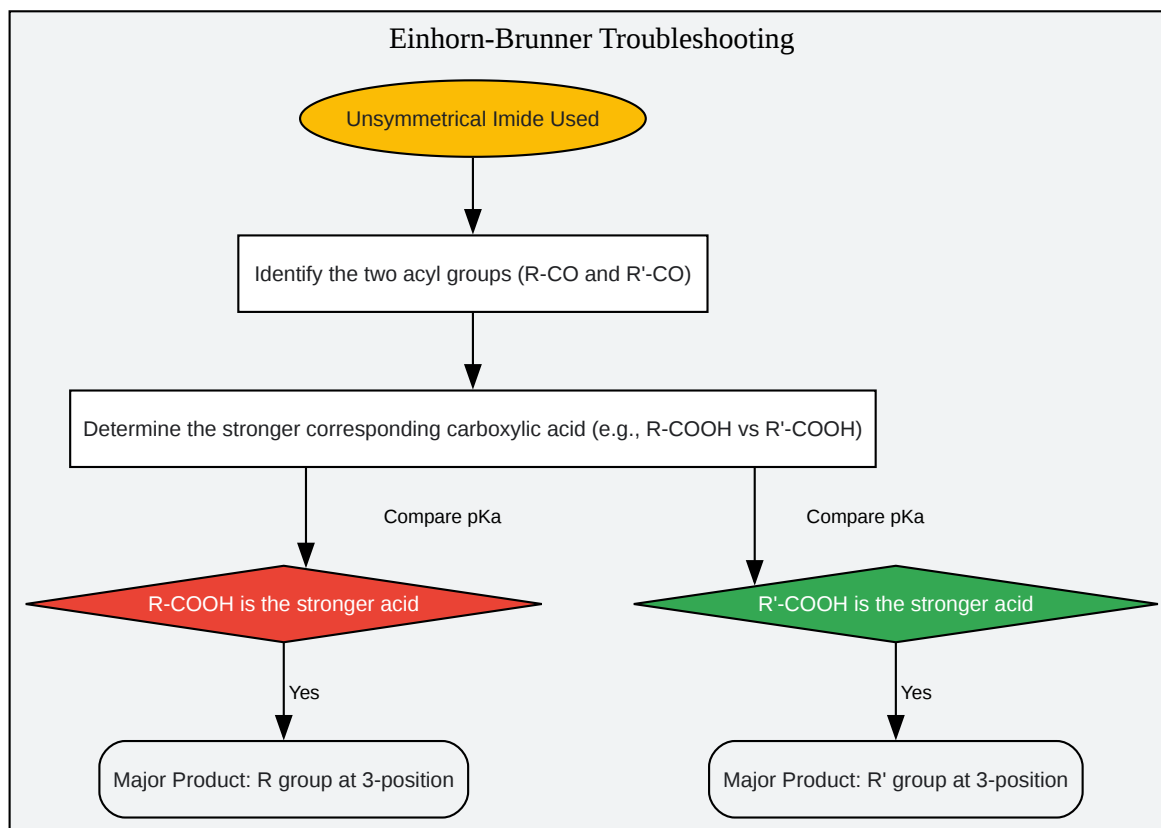 Einhorn-Brunner Troubleshooting
Unsymmetrical Imide Used
Identify the two acyl groups (R-CO and R'-CO)
Determine the stronger corresponding carboxylic acid (e.g., R-COOH vs R'-COOH)
Compare pKa
Compare pKa
R-COOH is the stronger acid
R'-COOH is the stronger acid
Yes
Yes
Major Product: R group at 3-position
Major Product: R' group at 3-position